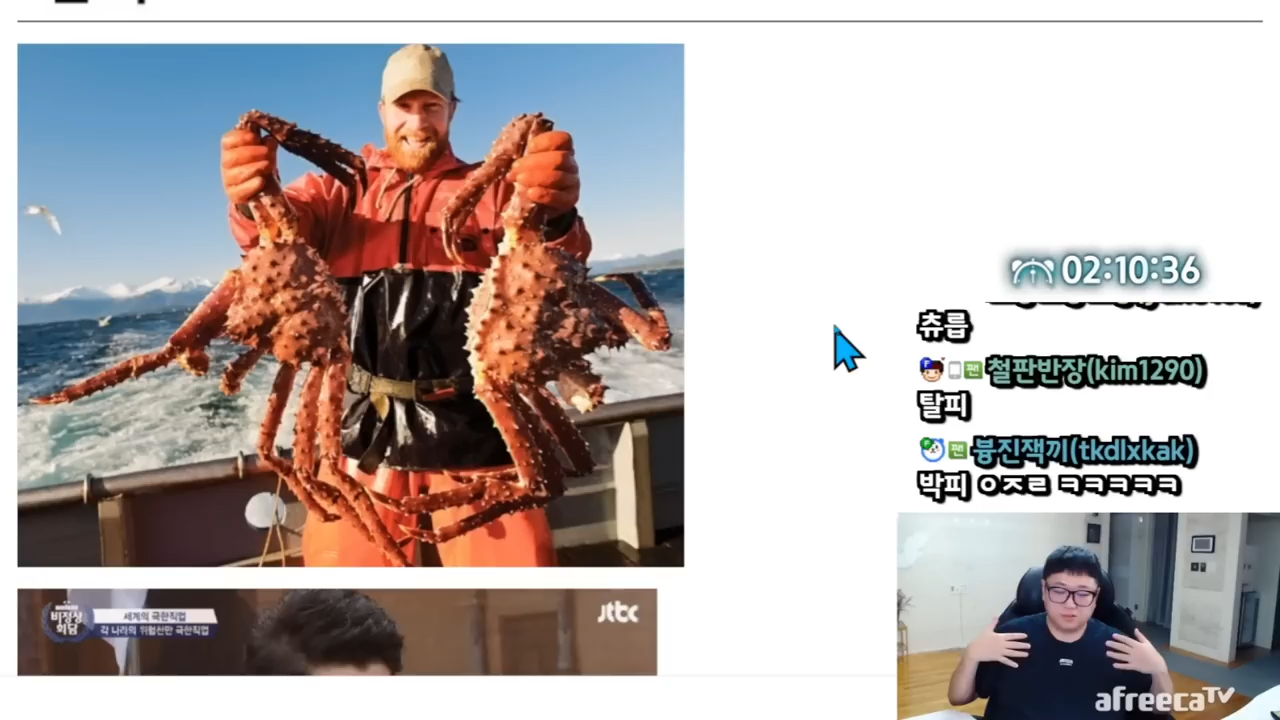 비정상
회담
세계의 극한직업
각 나라의 위험천만 극한직업
jtbc
02:10:36
츄릅
철판반장(kim1290)
탈피
븅진잭끼(tkdlxkak)
박피 ㅇㅈㄹ ㅋㅋㅋㅋㅋ
afreecaTV